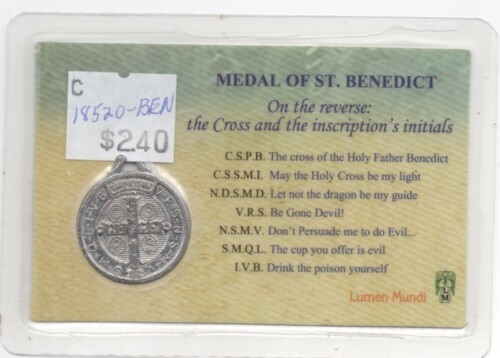 C
18520-BEN
$2.40
MEDAL OF ST. BENEDICT
On the reverse:
the Cross and the inscription's initials
C.S.P.B. The cross of the Holy Father Benedict
C.S.S.M.I. May the Holy Cross be my light
N.D.S.M.D. Let not the dragon be my guide
V.R.S. Be Gone Devil!
N.S.M.V. Don't Persuade me to do Evil...
S.M.Q.L. The cup you offer is evil
I.V.B. Drink the poison yourself
Lumen Mundi
LM